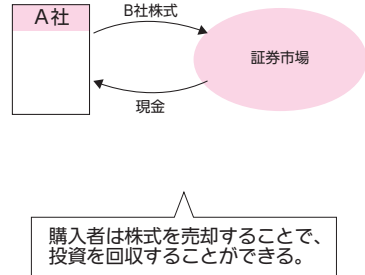 A社
B社株式
証券市場
現金
購入者は株式を売却することで、
投資を回収することができる。